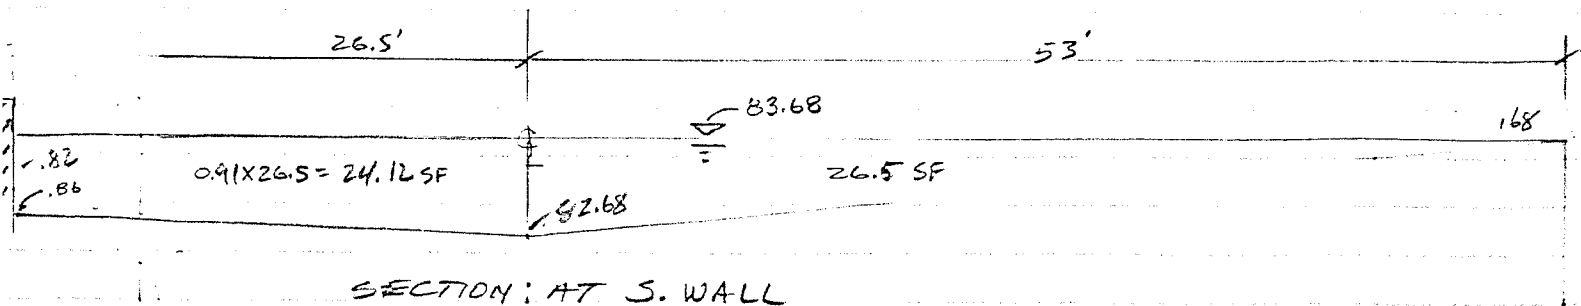 26.5'
53'
83.68
.68
.82
0.91X26.5=24.12 SF
26.5 SF
.86
82.68
SECTION: AT S. WALL